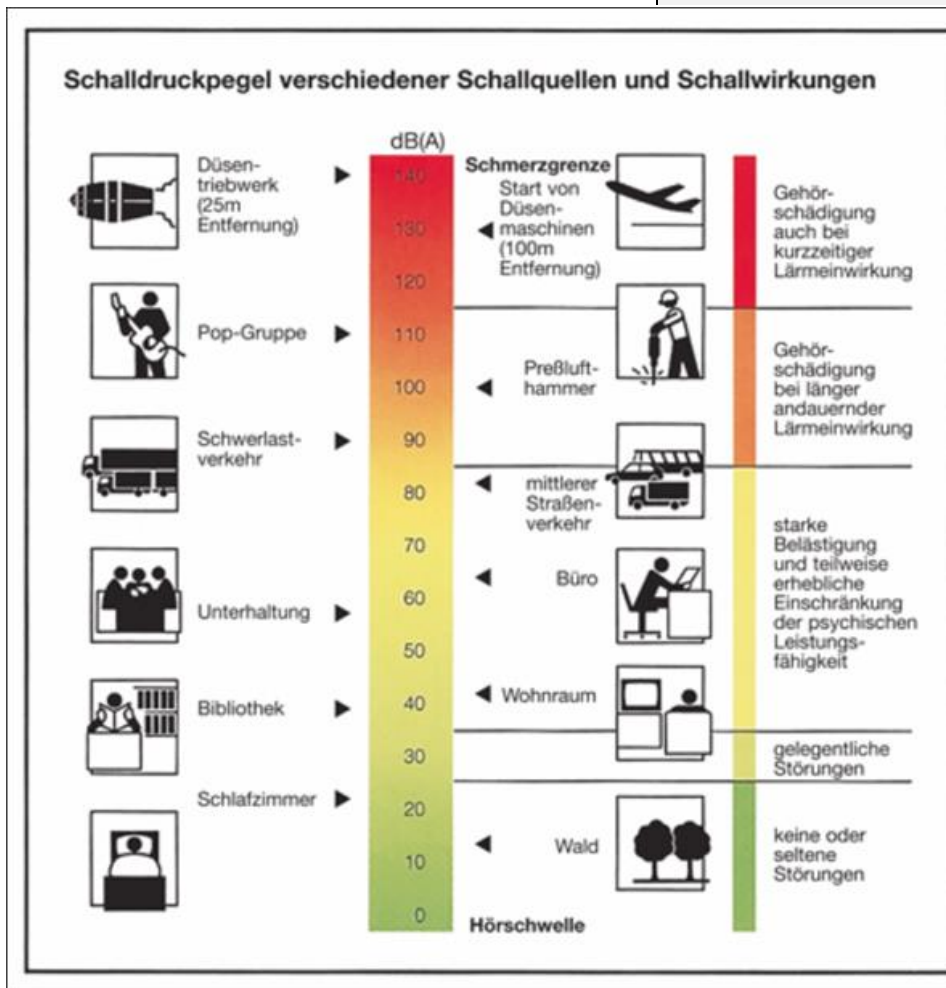 Schalldruckpegel verschiedener Schallquellen und Schallwirkungen
dB(A)
Düsen-
triebwerk
(25m
Entfernung)
Pop-Gruppe
Schwerlast-
verkehr
Unterhaltung
Bibliothek
Schlafzimmer
140
130
120
110
100
90
80
70
60
50
40
30
20
10
0
Schmerzgrenze
Start von
Düsen-
maschinen
(100m
Entfernung)
Preßluft-
hammer
mittlerer
Straßen-
verkehr
Büro
Wohnraum
Wald
Hörschwelle
Gehör-
schädigung
auch bei
kurzzeitiger
Lärmeinwirkung
Gehör-
schädigung
bei länger
andauernder
Lärmeinwirkung
starke
Belästigung
und teilweise
erhebliche
Einschränkung
der psychischen
Leistungs-
fähigkeit
gelegentliche
Störungen
keine oder
seltene
Störungen